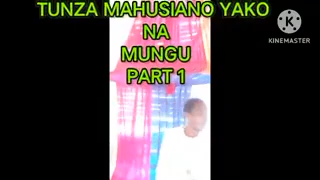 TUNZA MAHUSIANO YAKO
NA
MUNGU
PART 1
KINEMASTER